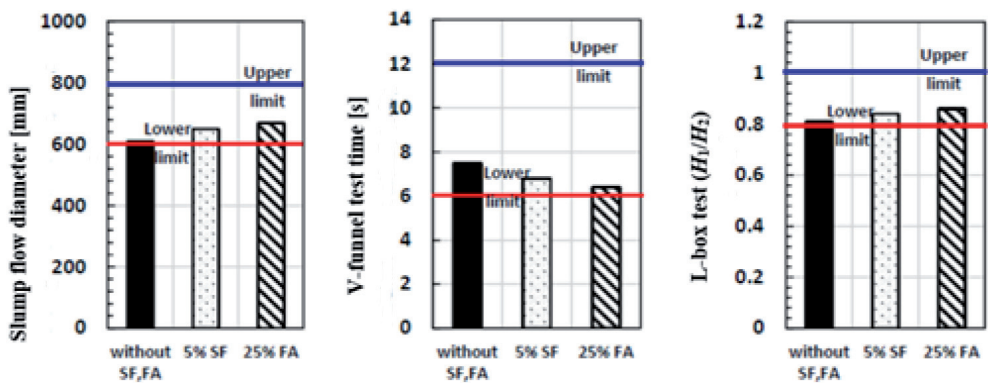 Slump flow diameter [mm]
1000
800
600
400
200
0
Upper
limit
Lower
limit
without
SF,FA
5% SF
25% FA
V-funnel test time [s]
14
12
10
8
6
4
2
0
Upper
limit
Lower
limit
without
SF,FA
5% SF
25% FA
L-box test (H1/H2)
1.2
1
0.8
0.6
0.4
0.2
0
Upper
limit
Lower
limit
without
SF,FA
5% SF
25% FA